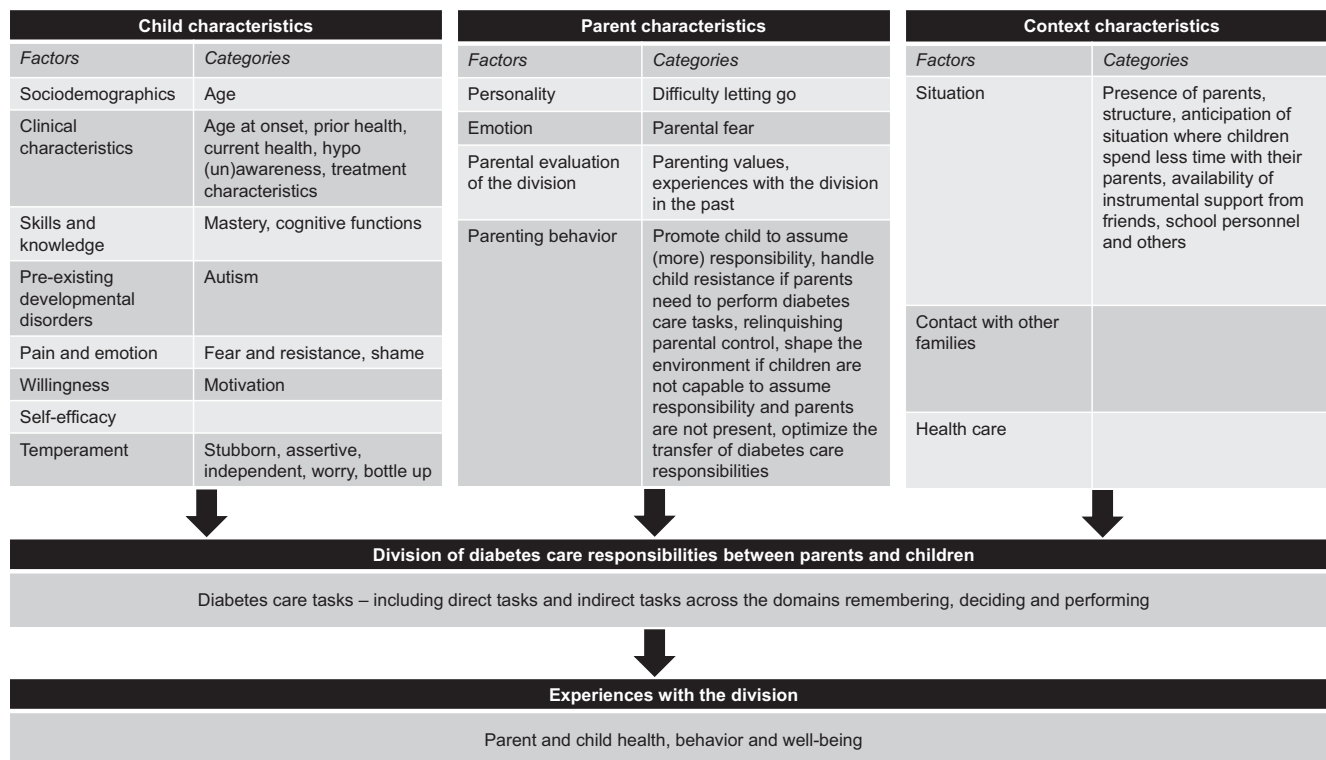 Child characteristics
Factors
Categories
Sociodemographics
Age
Clinical
characteristics
Age at onset, prior health,
current health, hypo
(un)awareness, treatment
characteristics
Skills and
knowledge
Mastery, cognitive functions
Pre-existing
developmental
disorders
Autism
Pain and emotion
Fear and resistance, shame
Willingness
Motivation
Self-efficacy
Temperament
Stubborn, assertive,
independent, worry, bottle up
Parent characteristics
Factors
Categories
Personality
Difficulty letting go
Emotion
Parental fear
Parental evaluation
of the division
Parenting values,
experiences with the division
in the past
Parenting behavior
Promote child to assume
(more) responsibility, handle
child resistance if parents
need to perform diabetes
care tasks, relinquishing
parental control, shape the
environment if children are
not capable to assume
responsibility and parents
are not present, optimize the
transfer of diabetes care
responsibilities
Context characteristics
Factors
Categories
Situation
Presence of parents,
structure, anticipation of
situation where children
spend less time with their
parents, availability of
instrumental support from
friends, school personnel
and others
Contact with other
families
Health care
Division of diabetes care responsibilities between parents and children
Diabetes care tasks – including direct tasks and indirect tasks across the domains remembering, deciding and performing
Experiences with the division
Parent and child health, behavior and well-being